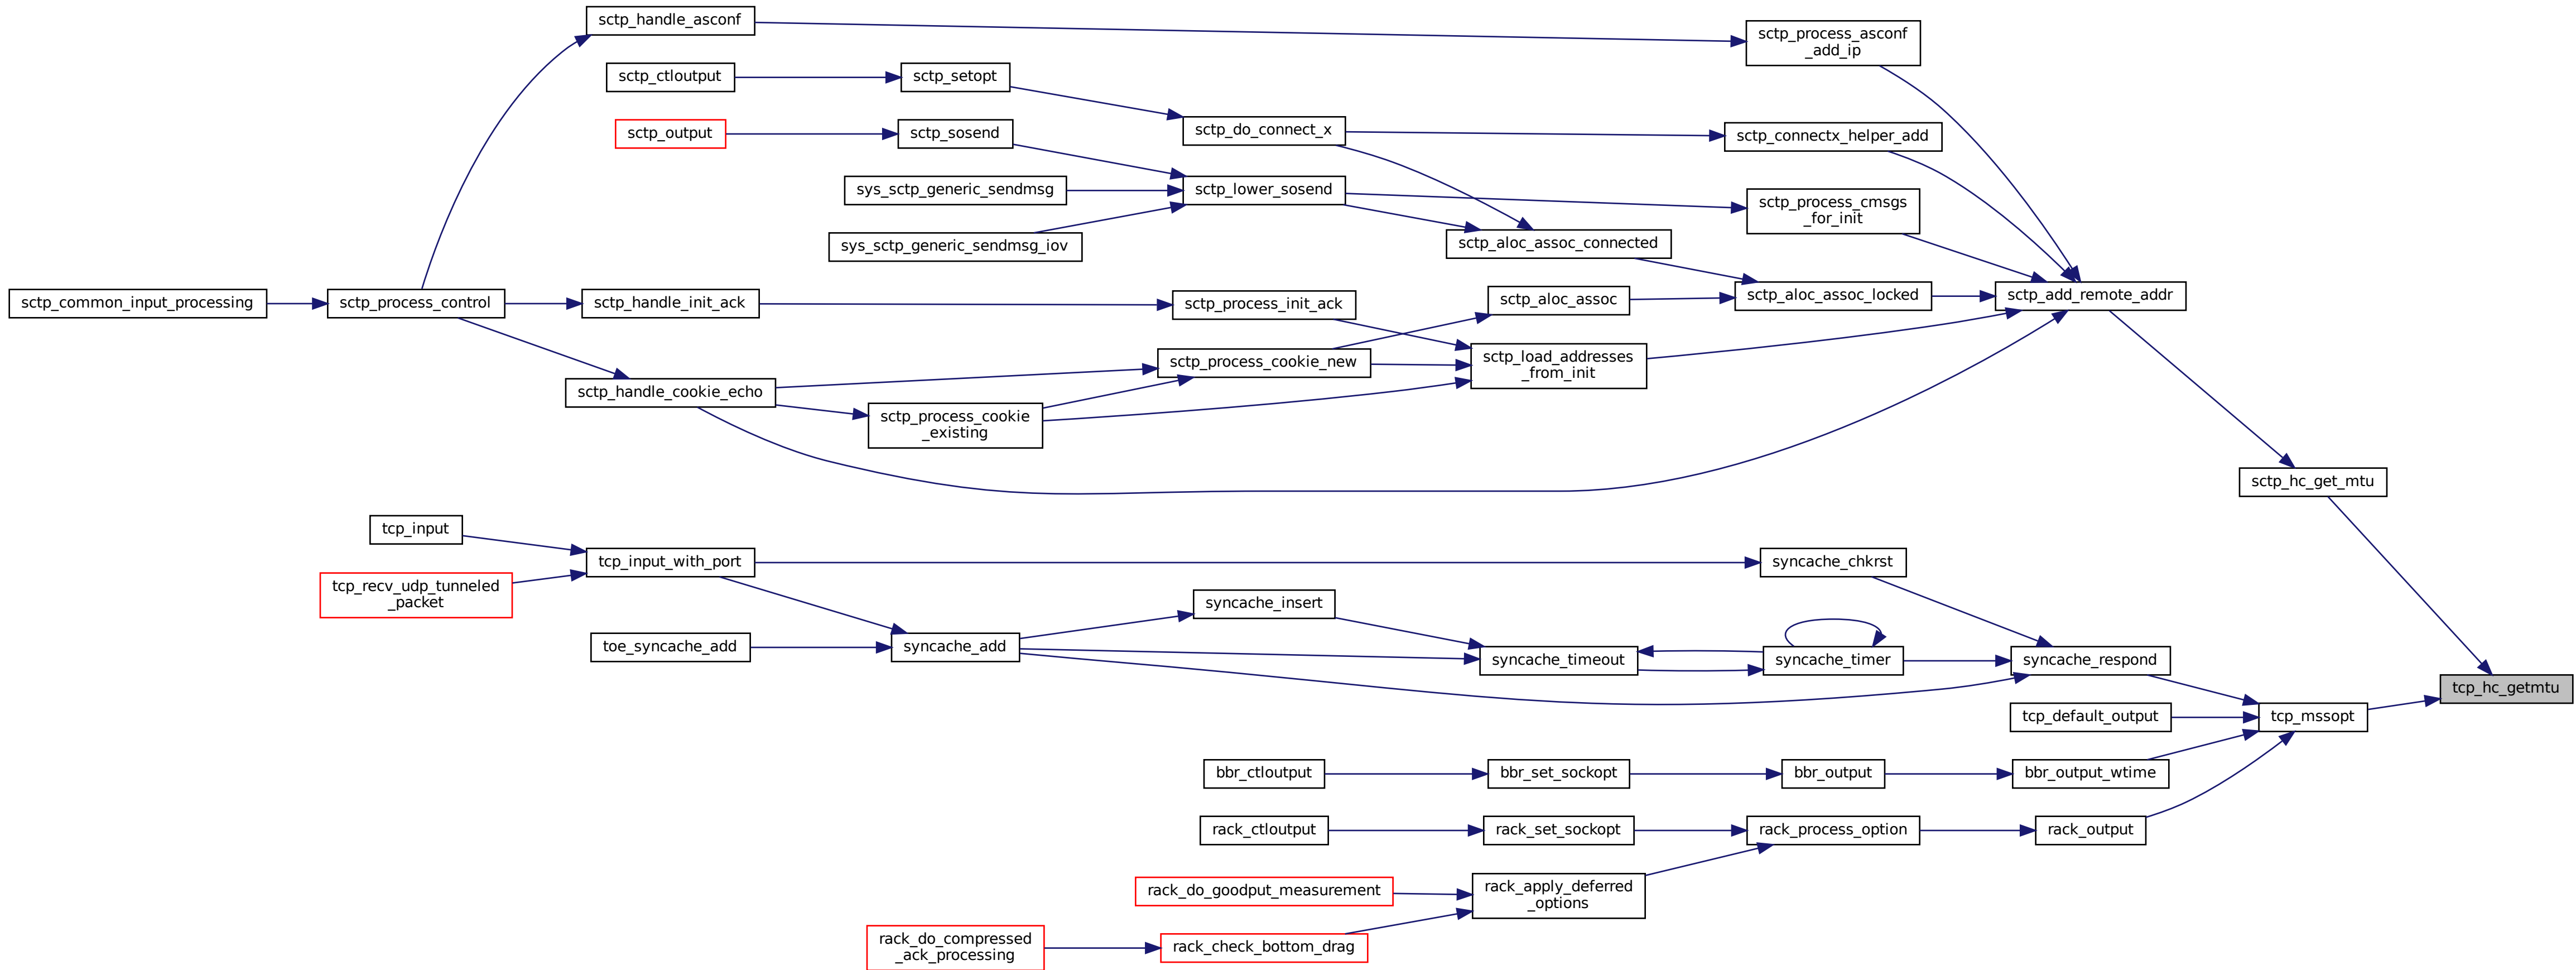 sctp_handle_asconf
sctp_process_asconf
_add_ip
sctp_ctloutput
sctp_setopt
sctp_output
sctp_sosend
sctp_do_connect_x
sctp_connectx_helper_add
sys_sctp_generic_sendmsg
sctp_lower_sosend
sctp_process_cmsgs
_for_init
sys_sctp_generic_sendmsg_iov
sctp_aloc_assoc_connected
sctp_common_input_processing
sctp_process_control
sctp_handle_init_ack
sctp_process_init_ack
sctp_aloc_assoc
sctp_aloc_assoc_locked
sctp_add_remote_addr
sctp_process_cookie_new
sctp_load_addresses
_from_init
sctp_handle_cookie_echo
sctp_process_cookie
_existing
sctp_hc_get_mtu
tcp_input
tcp_input_with_port
syncache_chkrst
tcp_recv_udp_tunneled
_packet
syncache_insert
toe_syncache_add
syncache_add
syncache_timeout
syncache_timer
syncache_respond
tcp_hc_getmtu
tcp_default_output
tcp_mssopt
bbr_ctloutput
bbr_set_sockopt
bbr_output
bbr_output_wtime
rack_ctloutput
rack_set_sockopt
rack_process_option
rack_output
rack_do_goodput_measurement
rack_apply_deferred
_options
rack_do_compressed
_ack_processing
rack_check_bottom_drag